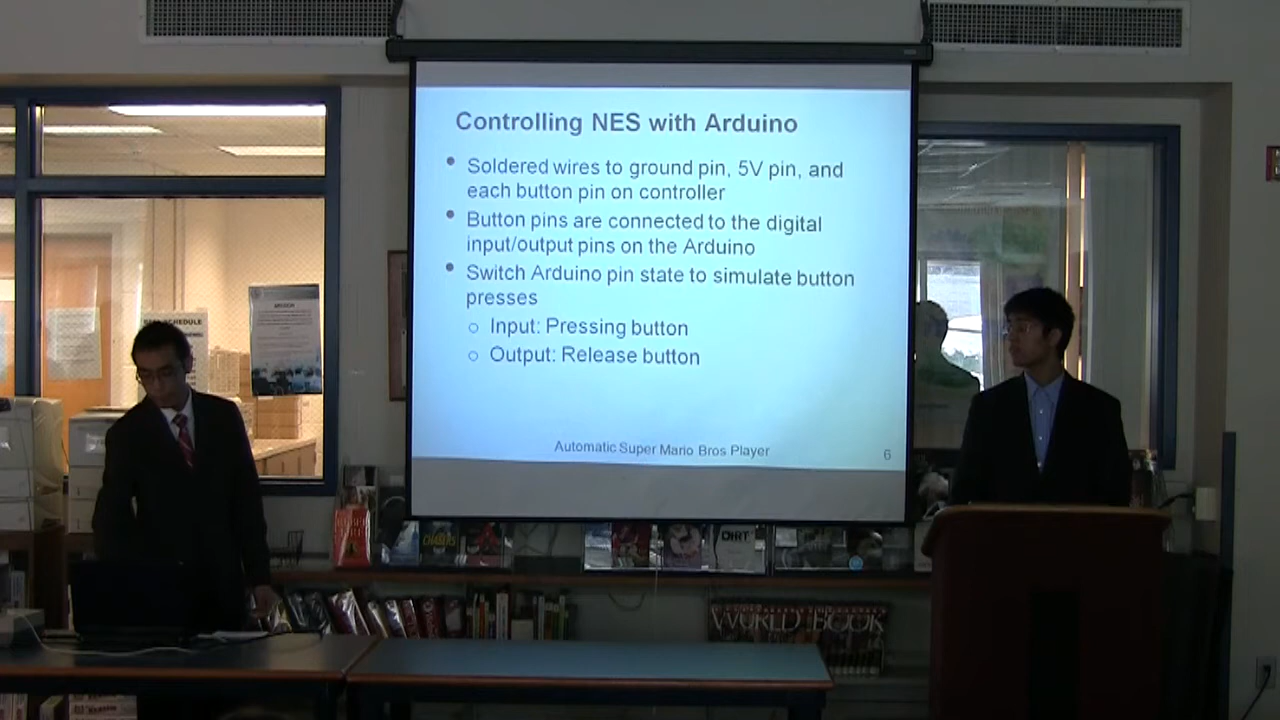 Controlling NES with Arduino
• Soldered wires to ground pin, 5V pin, and
each button pin on controller
• Button pins are connected to the digital
input/output pins on the Arduino
• Switch Arduino pin state to simulate button
presses
○ Input: Pressing button
○ Output: Release button
Automatic Super Mario Bros Player
6
SCHEDULE
DIRT
WORLD BOOK